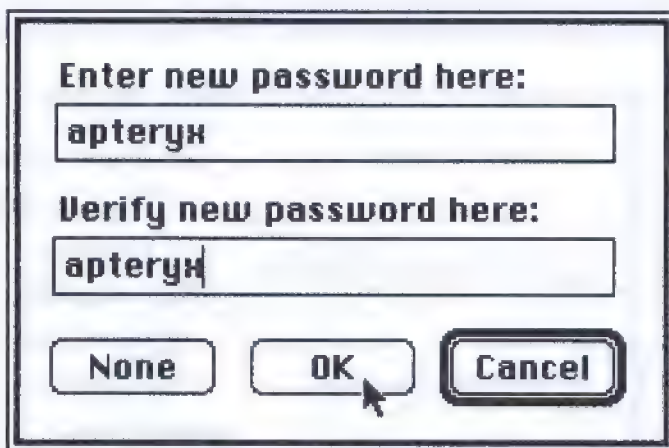 Enter new password here:
apteryx
Verify new password here:
apteryx
None OK Cancel